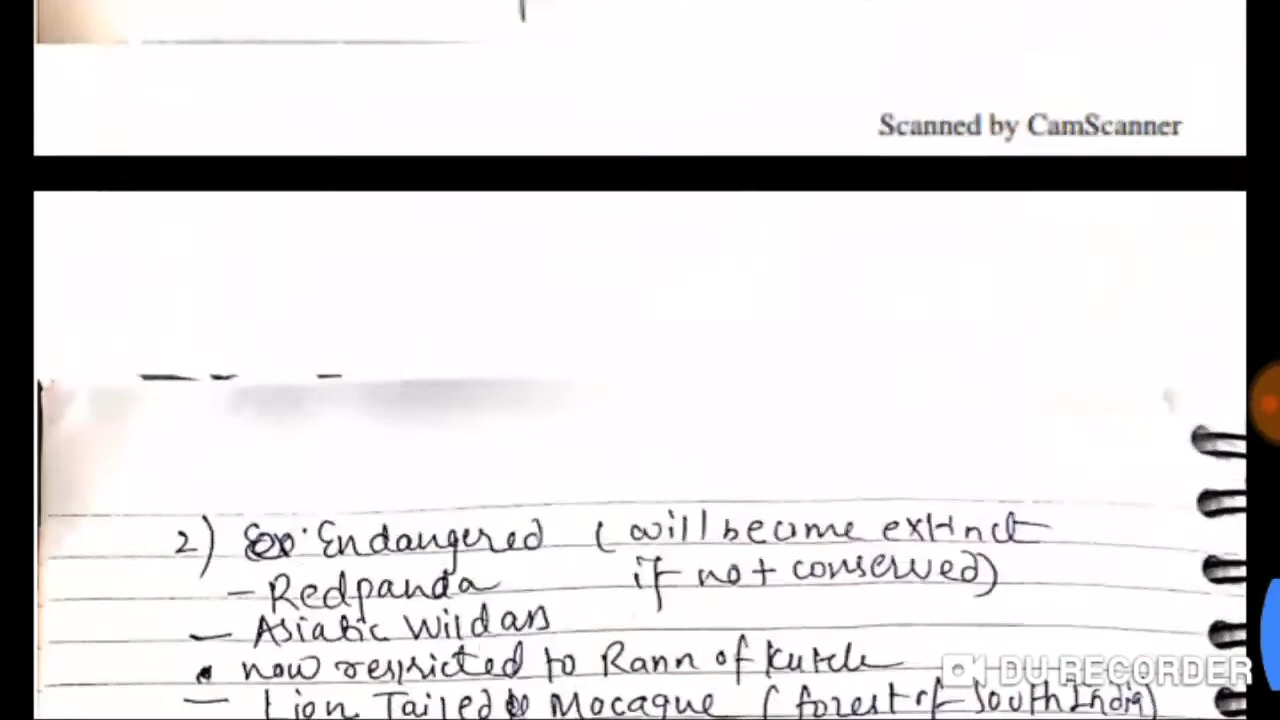 Scanned by CamScanner
2) Endangered (will become extinct
if not conserved)
- Redpanda
- Asiatic Wild ass
• now restricted to Rann of Kutch
DU RECORDER
- Lion Tailed Mocaque (forest of South India)